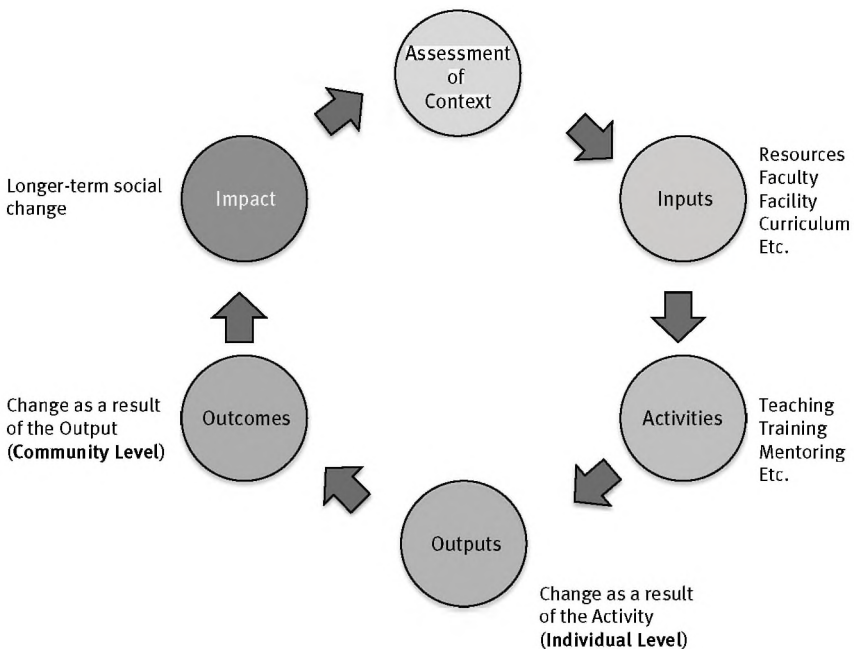 Assessment
of
Context
Inputs
Resources
Faculty
Facility
Curriculum
Etc.
Activities
Teaching
Training
Mentoring
Etc.
Outputs
Change as a result
of the Activity
(Individual Level)
Outcomes
Change as a result
of the Output
(Community Level)
Impact
Longer-term social
change